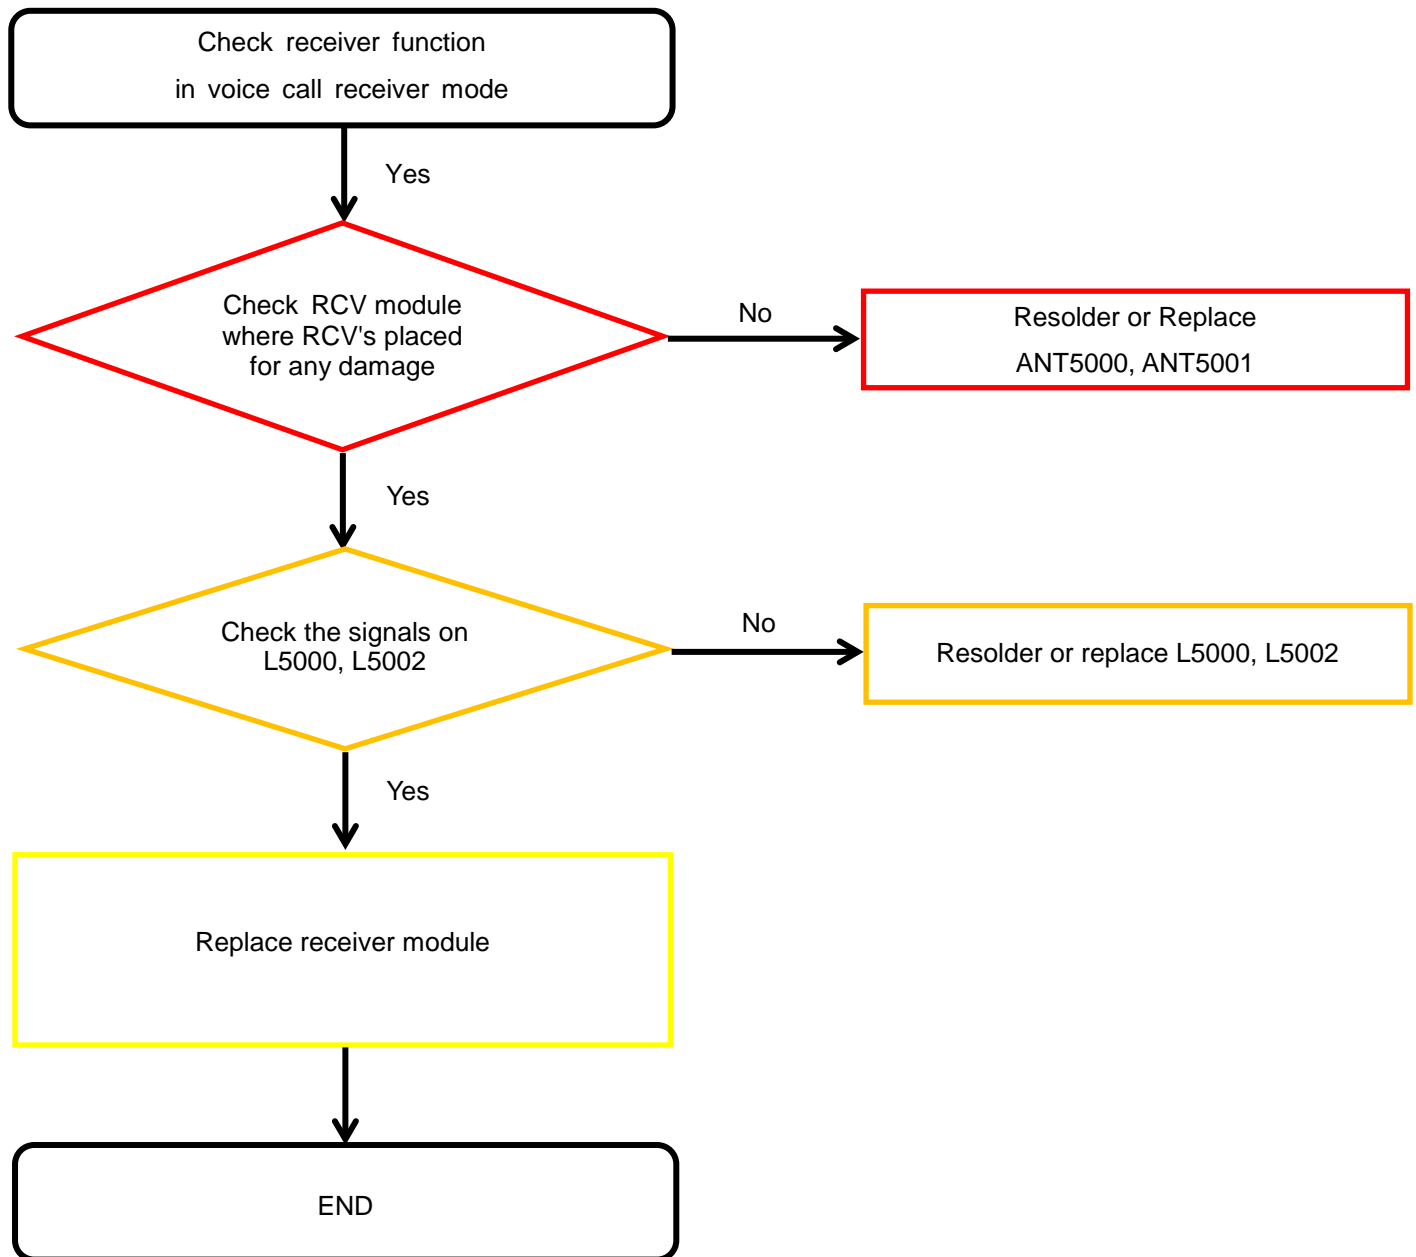 Check receiver function
in voice call receiver mode
Yes
Check RCV module
where RCV's placed
for any damage
No
Resolder or Replace
ANT5000, ANT5001
Yes
Check the signals on
L5000, L5002
No
Resolder or replace L5000, L5002
Yes
Replace receiver module
END